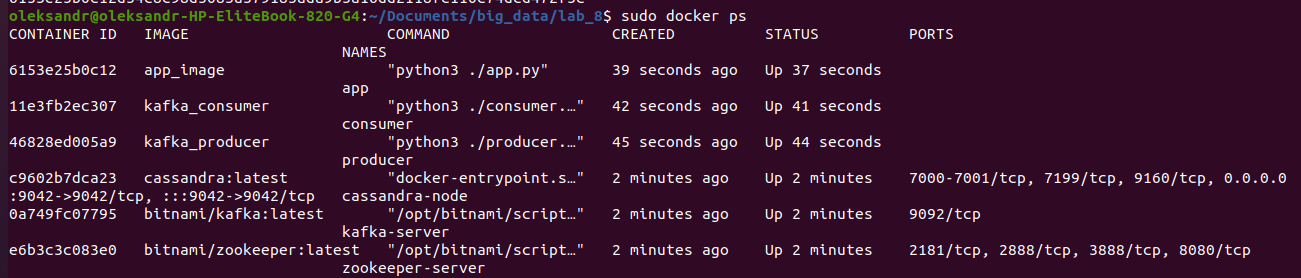 oleksandr@oleksandr-HP-EliteBook-820-G4:~/Documents/big_data/lab_8$ sudo docker ps
CONTAINER ID   IMAGE                      COMMAND                  CREATED          STATUS          PORTS
                                     NAMES
6153e25b0c12   app_image                  "python3 ./app.py"       39 seconds ago   Up 37 seconds
                                     app
11e3fb2ec307   kafka_consumer             "python3 ./consumer.…"   42 seconds ago   Up 41 seconds
                                     consumer
46828ed005a9   kafka_producer             "python3 ./producer.…"   45 seconds ago   Up 44 seconds
                                     producer
c9602b7dca23   cassandra:latest           "docker-entrypoint.s…"   2 minutes ago    Up 2 minutes    7000-7001/tcp, 7199/tcp, 9160/tcp, 0.0.0.0
:9042->9042/tcp, :::9042->9042/tcp   cassandra-node
0a749fc07795   bitnami/kafka:latest       "/opt/bitnami/script…"   2 minutes ago    Up 2 minutes    9092/tcp
                                     kafka-server
e6b3c3c083e0   bitnami/zookeeper:latest   "/opt/bitnami/script…"   2 minutes ago    Up 2 minutes    2181/tcp, 2888/tcp, 3888/tcp, 8080/tcp
                                     zookeeper-server